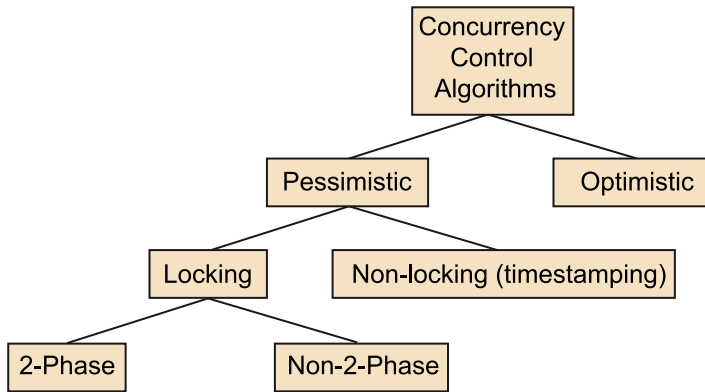 Concurrency
Control
Algorithms
Pessimistic
Optimistic
Locking
Non-locking (timestamping)
2-Phase
Non-2-Phase